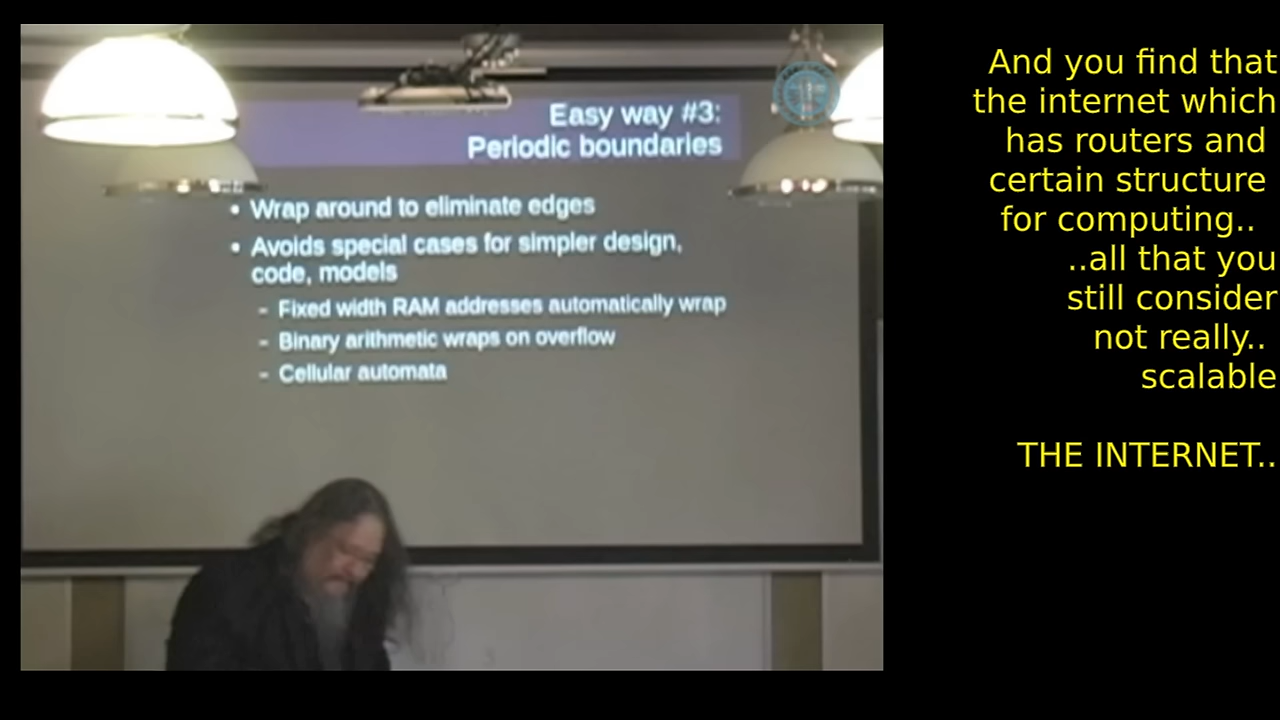 Easy way #3:
Periodic boundaries
• Wrap around to eliminate edges
• Avoids special cases for simpler design,
code, models
– Fixed width RAM addresses automatically wrap
– Binary arithmetic wraps on overflow
– Cellular automata
And you find that
the internet which
has routers and
certain structure
for computing..
..all that you
still consider
not really..
scalable
THE INTERNET..